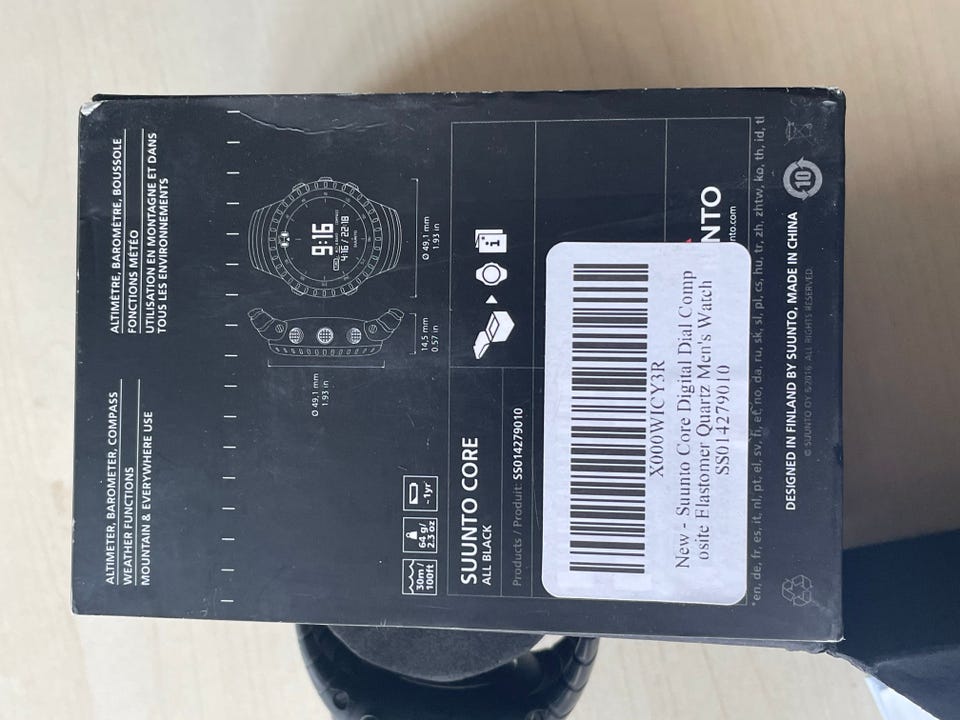 ALTIMETER, BAROMETER, COMPASS
WEATHER FUNCTIONS
MOUNTAIN & EVERYWHERE USE
ALTIMÈTRE, BAROMÈTRE, BOUSSOLE
FONCTIONS MÉTÉO
UTILISATION EN MONTAGNE ET DANS
TOUS LES ENVIRONNEMENTS
9:16
4:16 / 22:18
SUUNTO
Ø 49,1 mm
1.93 in
14,5 mm
0.57 in
Ø 49,1 mm
1.93 in
30m /
100ft
64 g/
2.3 oz
~1yr
SUUNTO CORE
ALL BLACK
Products / Produit: SS014279010
X000WICY3R
New - Suunto Core Digital Dial Comp
osite Elastomer Quartz Men's Watch
SS014279010
NTO
nto.com
*en, de, fr, es, it, nl, pt, el, sv, fi, et, no, da, ru, sk, sl, pl, cs, hu, tr, zh, zhtw, ko, th, id, tl
DESIGNED IN FINLAND BY SUUNTO, MADE IN CHINA
© SUUNTO OY 5/2016. ALL RIGHTS RESERVED.
10